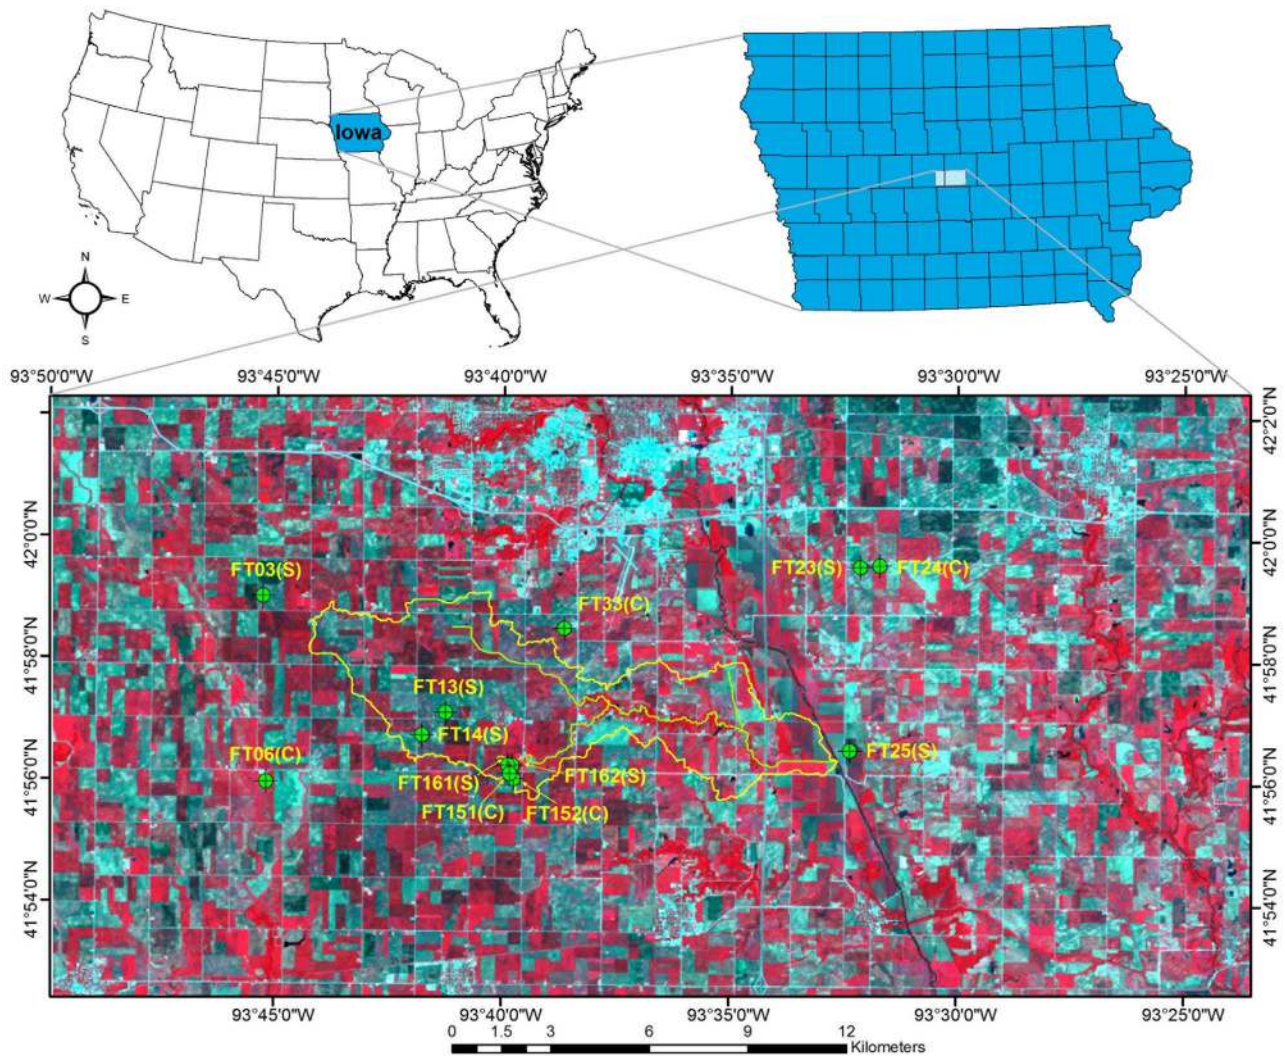 Iowa
N
W E
S
93°50'0"W 93°45'0"W 93°40'0"W 93°35'0"W 93°30'0"W 93°25'0"W
42°2'0"N
42°0'0"N 42°0'0"N
FT03(S) FT23(S) FT24(C)
FT33(C)
41°58'0"N 41°58'0"N
FT13(S)
FT14(S)
FT06(C) FT25(S)
FT161(S) FT162(S)
41°56'0"N 41°56'0"N
FT151(C) FT152(C)
41°54'0"N 41°54'0"N
93°45'0"W 93°40'0"W 93°35'0"W 93°30'0"W 93°25'0"W
0 1.5 3 6 9 12
Kilometers